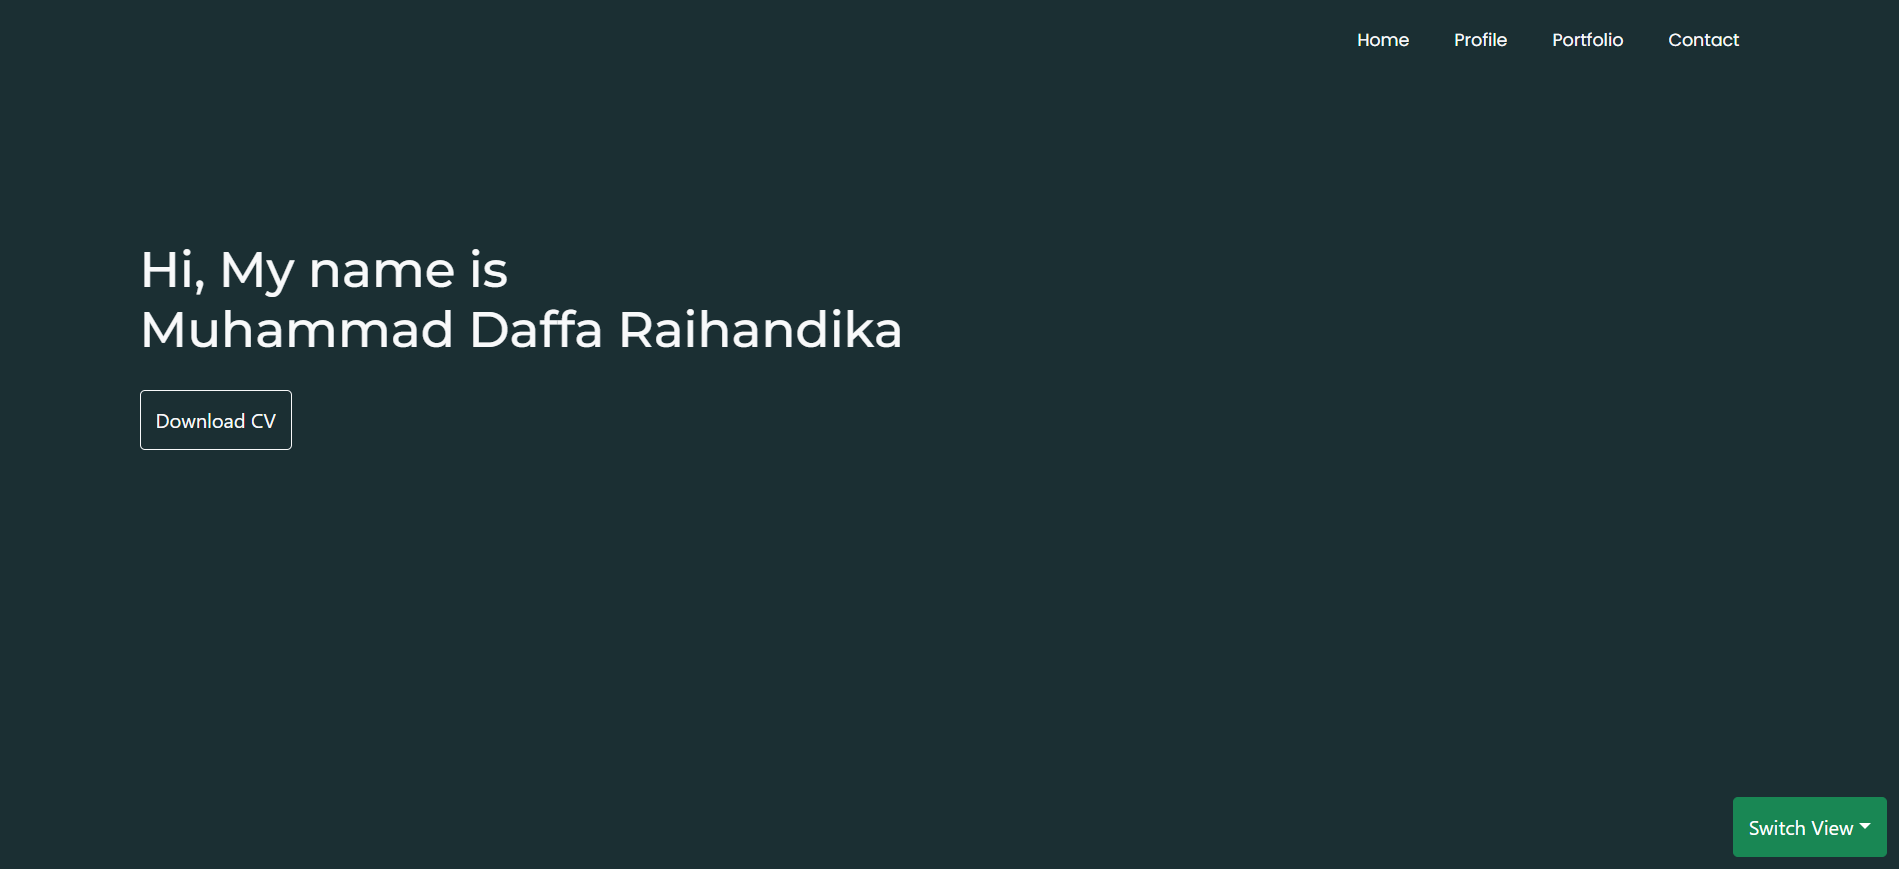 Home Profile Portfolio Contact
Hi, My name is
Muhammad Daffa Raihandika
Download CV
Switch View